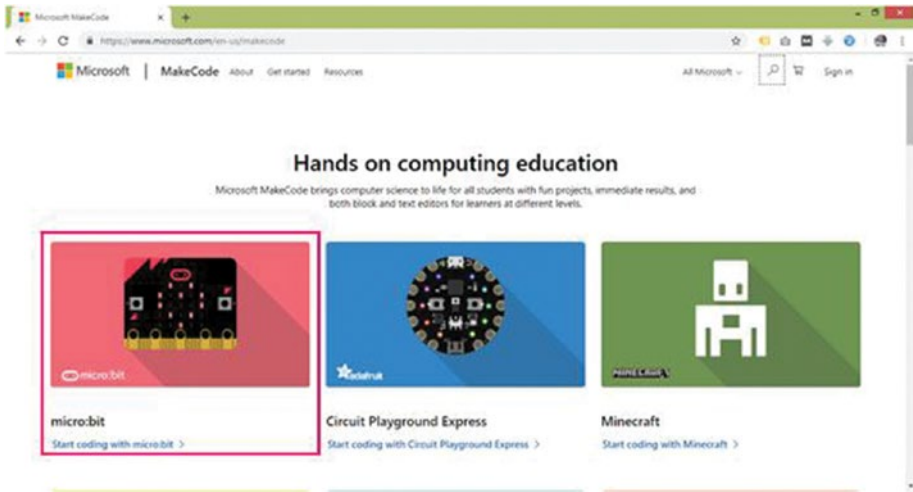 Microsoft MakeCode
https://www.microsoft.com/en-us/makecode
Microsoft | MakeCode About Get started Resources All Microsoft Sign in
Hands on computing education
Microsoft MakeCode brings computer science to life for all students with fun projects, immediate results, and
both block and text editors for learners at different levels.
micro:bit
adafruit
MINECRAFT
micro:bit
Circuit Playground Express
Minecraft
Start coding with micro:bit >
Start coding with Circuit Playground Express >
Start coding with Minecraft >